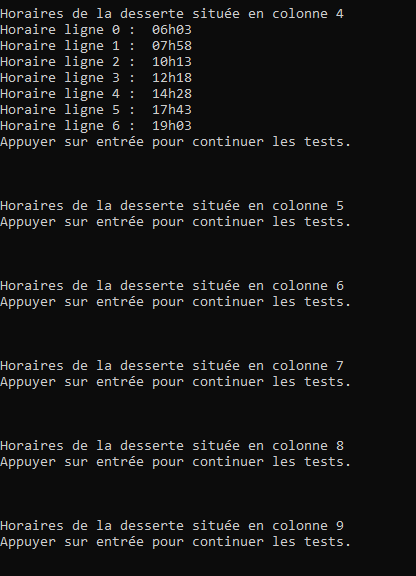 Horaires de la desserte située en colonne 4
Horaire ligne 0 :  06h03
Horaire ligne 1 :  07h58
Horaire ligne 2 :  10h13
Horaire ligne 3 :  12h18
Horaire ligne 4 :  14h28
Horaire ligne 5 :  17h43
Horaire ligne 6 :  19h03
Appuyer sur entrée pour continuer les tests.
Horaires de la desserte située en colonne 5
Appuyer sur entrée pour continuer les tests.
Horaires de la desserte située en colonne 6
Appuyer sur entrée pour continuer les tests.
Horaires de la desserte située en colonne 7
Appuyer sur entrée pour continuer les tests.
Horaires de la desserte située en colonne 8
Appuyer sur entrée pour continuer les tests.
Horaires de la desserte située en colonne 9
Appuyer sur entrée pour continuer les tests.